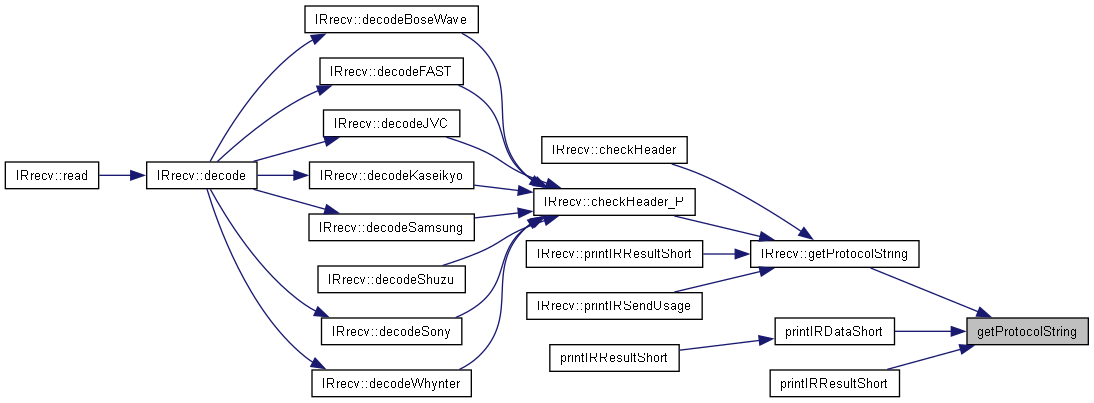 IRrecv::decodeBoseWave
IRrecv::decodeFAST
IRrecv::decodeJVC
IRrecv::checkHeader
IRrecv::read
IRrecv::decode
IRrecv::decodeKaseikyo
IRrecv::checkHeader_P
IRrecv::decodeSamsung
IRrecv::printIRResultShort
IRrecv::getProtocolString
IRrecv::decodeShuzu
IRrecv::printIRSendUsage
IRrecv::decodeSony
printIRDataShort
getProtocolString
printIRResultShort
IRrecv::decodeWhynter
printIRResultShort